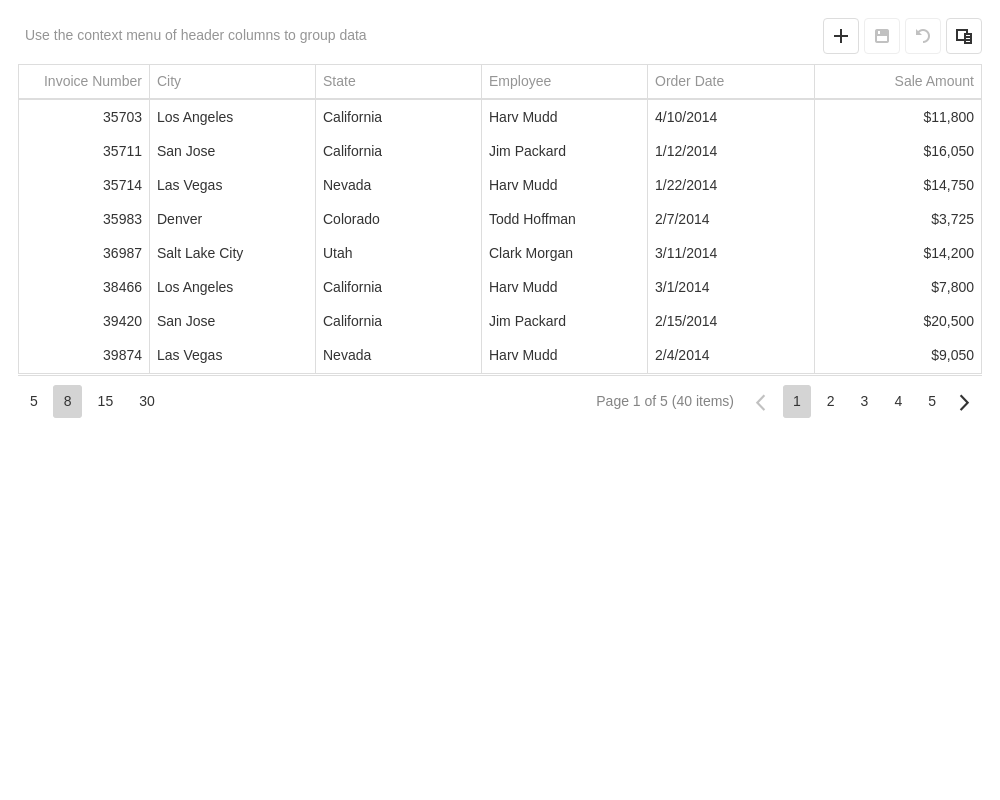 Use the context menu of header columns to group data
Invoice Number City State Employee Order Date Sale Amount
35703 Los Angeles California Harv Mudd 4/10/2014 $11,800
35711 San Jose California Jim Packard 1/12/2014 $16,050
35714 Las Vegas Nevada Harv Mudd 1/22/2014 $14,750
35983 Denver Colorado Todd Hoffman 2/7/2014 $3,725
36987 Salt Lake City Utah Clark Morgan 3/11/2014 $14,200
38466 Los Angeles California Harv Mudd 3/1/2014 $7,800
39420 San Jose California Jim Packard 2/15/2014 $20,500
39874 Las Vegas Nevada Harv Mudd 2/4/2014 $9,050
5 8 15 30 Page 1 of 5 (40 items) 1 2 3 4 5